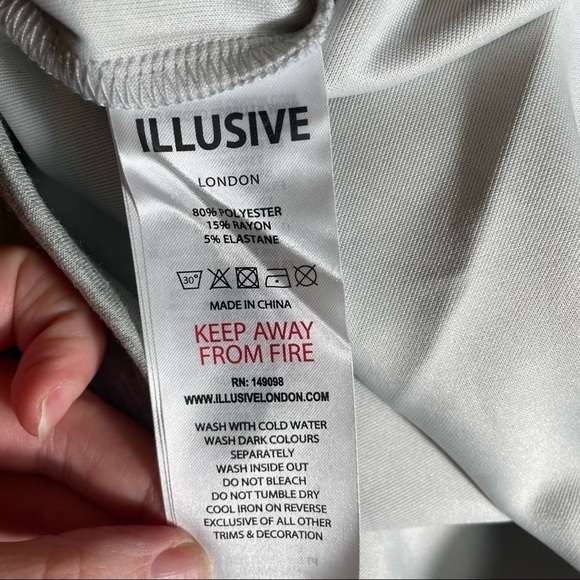 ILLUSIVE
LONDON
80% POLYESTER
15% RAYON
5% ELASTANE
30°
MADE IN CHINA
KEEP AWAY
FROM FIRE
RN: 149098
WWW.ILLUSIVELONDON.COM
WASH WITH COLD WATER
WASH DARK COLOURS
SEPARATELY
WASH INSIDE OUT
DO NOT BLEACH
DO NOT TUMBLE DRY
COOL IRON ON REVERSE
EXCLUSIVE OF ALL OTHER
TRIMS & DECORATION